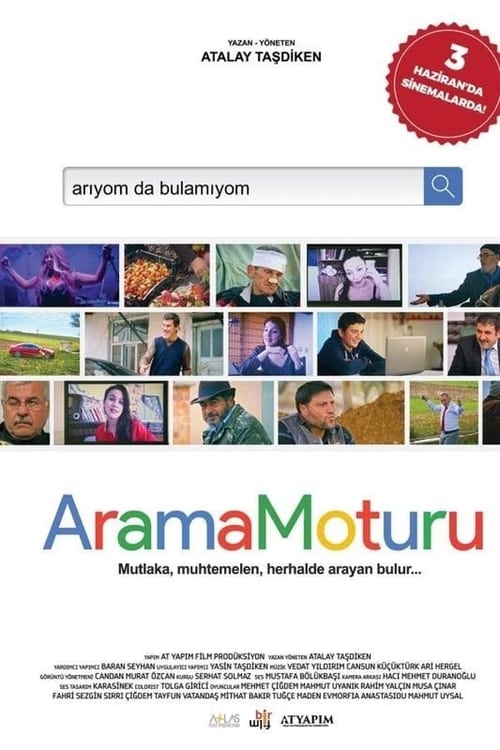 YAZAN - YÖNETEN
ATALAY TAŞDİKEN
3
HAZİRAN'DA
SİNEMALARDA!
arıyom da bulamıyom
AramaMoturu
Mutlaka, muhtemelen, herhalde arayan bulur...
YAPIM AT YAPIM FİLM PRODÜKSİYON YAZAN YÖNETEN ATALAY TAŞDİKEN
YARDIMCI YAPIMCI BARAN SEYHAN UYGULAYICI YAPIMCI YASİN TAŞDİKEN MÜZİK VEDAT YILDIRIM CANSUN KÜÇÜKTÜRK ARİ HERGEL
GÖRÜNTÜ YÖNETMENİ CANDAN MURAT ÖZCAN KURGU SERHAT SOLMAZ SES MUSTAFA BÖLÜKBAŞI KAMERA ARKASI HACI MEHMET DURANOĞLU
SES TASARIM KARASİNEK COLORIST TOLGA GİRİCİ OYUNCULAR MEHMET ÇİĞDEM MAHMUT UYANIK RAHİM YALÇIN MUSA ÇINAR
FAHRİ SEZGİN SIRRI ÇİĞDEM TAYFUN VATANDAŞ MİTHAT BAKIR TUĞÇE MADEN EVMORFIA ANASTASIOU MAHMUT UYSAL
ATLAS
bir
ATYAPIM